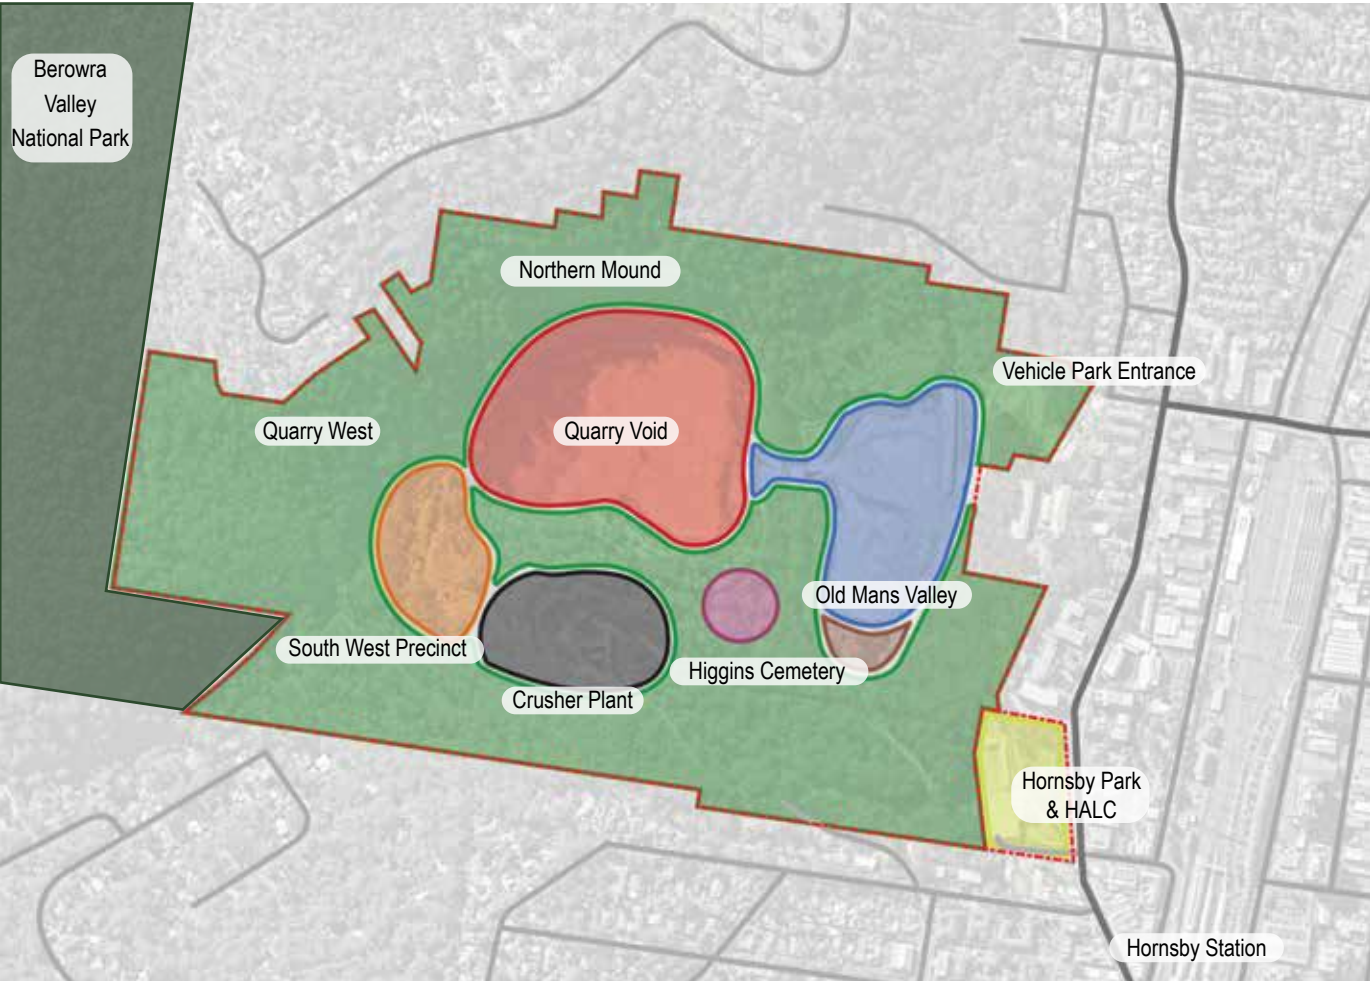 Berowra
Valley
National Park
Northern Mound
Vehicle Park Entrance
Quarry West
Quarry Void
Old Mans Valley
South West Precinct
Higgins Cemetery
Crusher Plant
Hornsby Park
& HALC
Hornsby Station